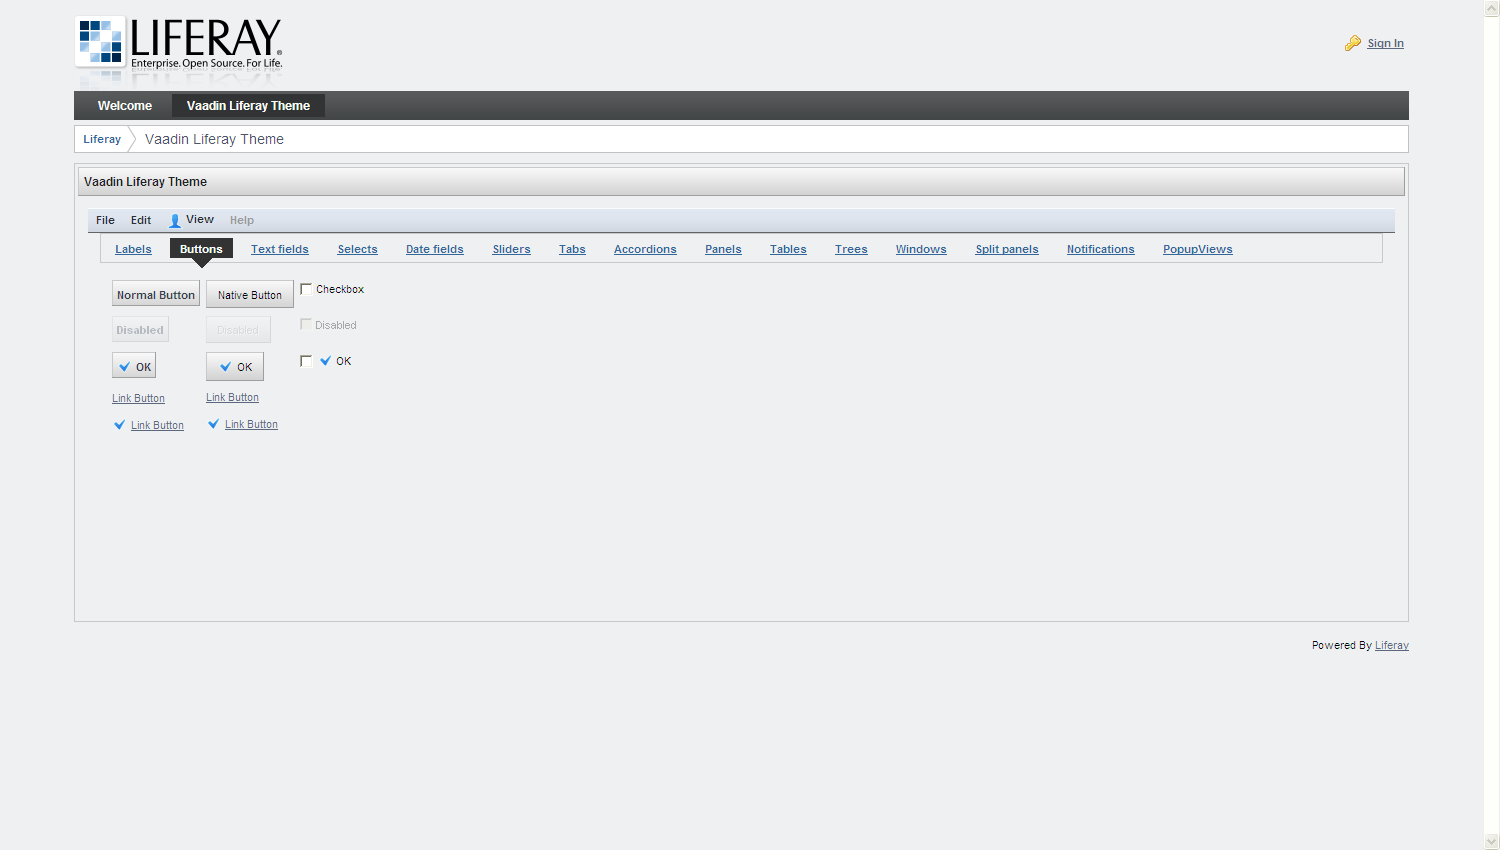 LIFERAY®
Enterprise. Open Source. For Life.
Sign In
Welcome Vaadin Liferay Theme
Liferay Vaadin Liferay Theme
Vaadin Liferay Theme
File Edit View Help
Labels Buttons Text fields Selects Date fields Sliders Tabs Accordions Panels Tables Trees Windows Split panels Notifications PopupViews
Normal Button Native Button Checkbox
Disabled Disabled Disabled
OK OK OK
Link Button Link Button
Link Button Link Button
Powered By Liferay